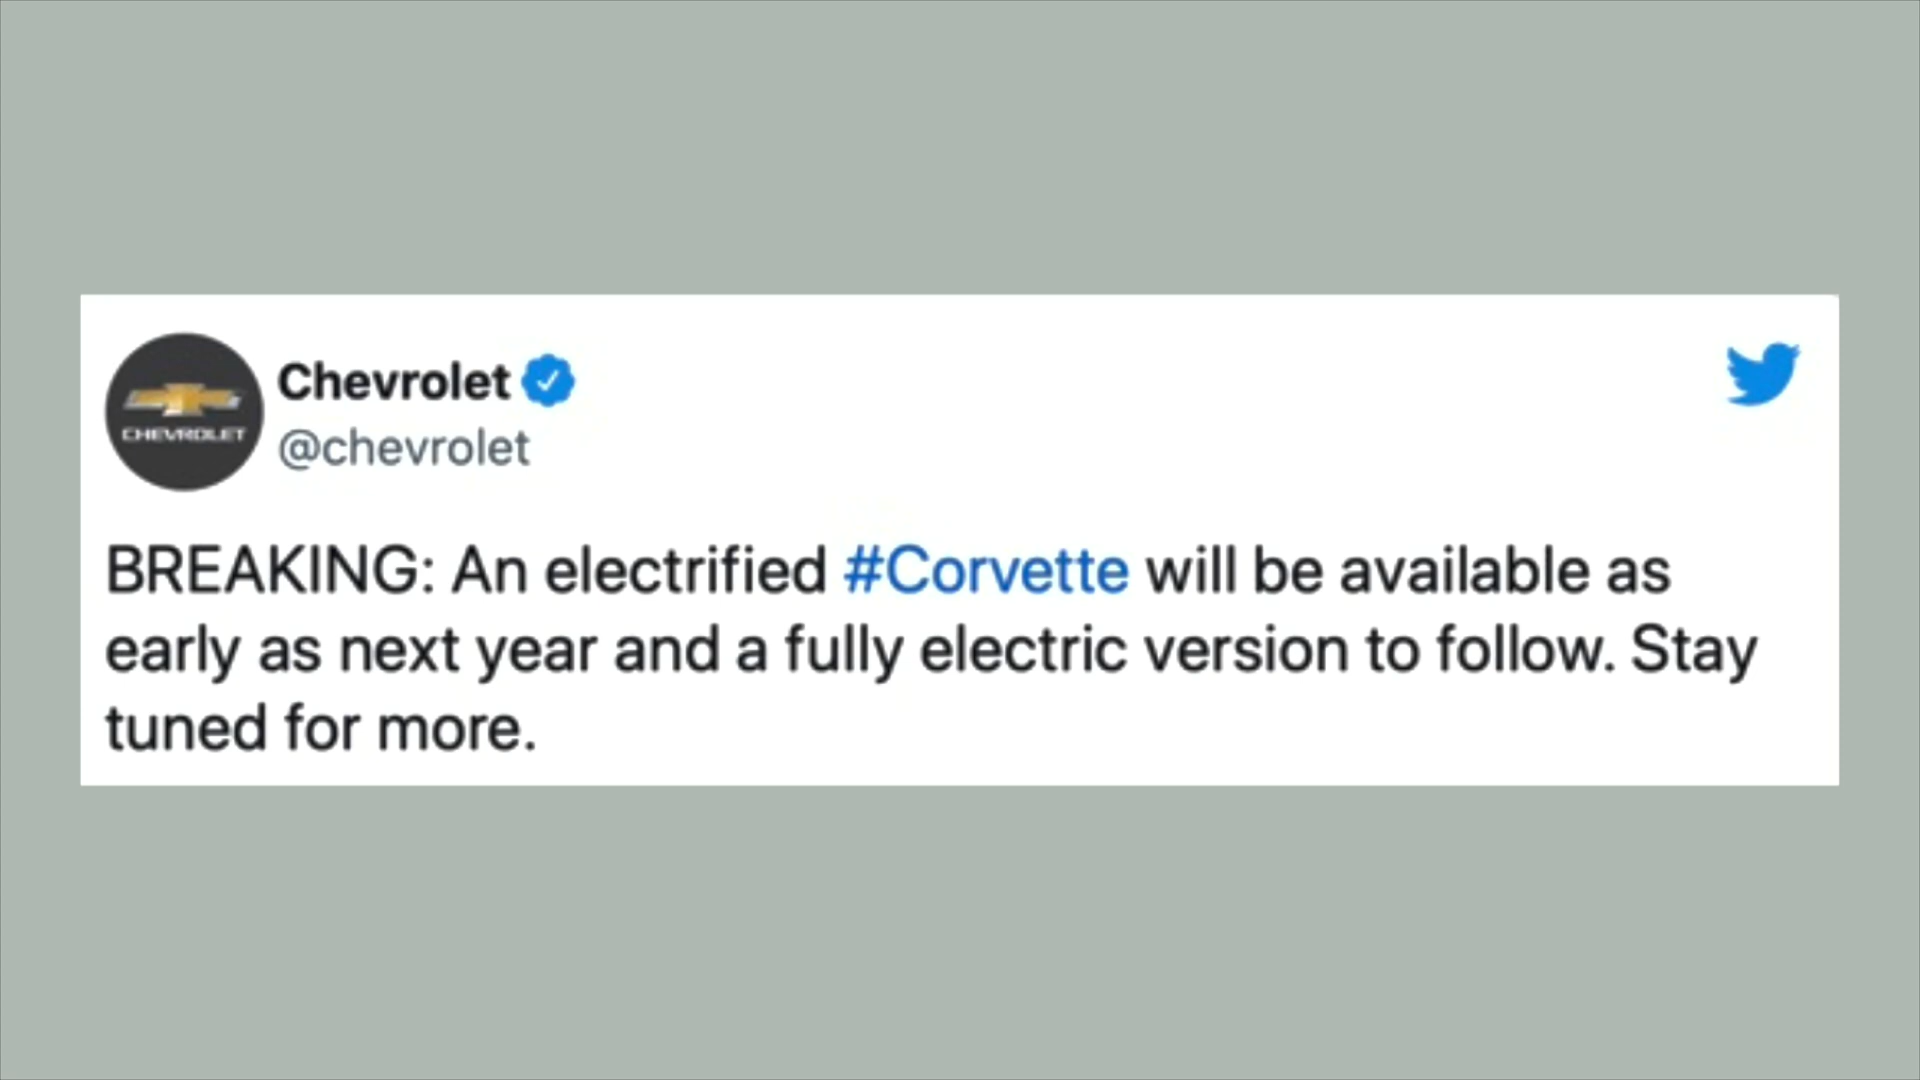 CHEVROLET
Chevrolet
@chevrolet
BREAKING: An electrified #Corvette will be available as
early as next year and a fully electric version to follow. Stay
tuned for more.